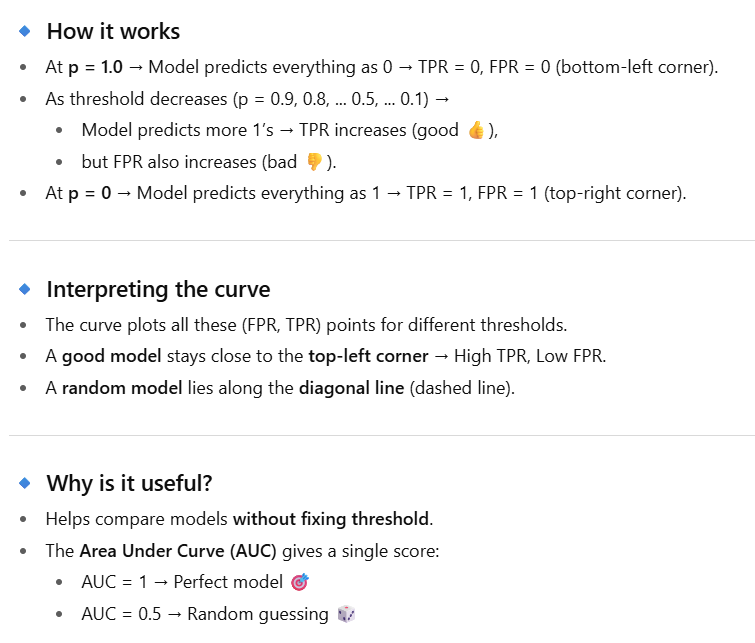 🔹 How it works
• At p = 1.0 → Model predicts everything as 0 → TPR = 0, FPR = 0 (bottom-left corner).
• As threshold decreases (p = 0.9, 0.8, ... 0.5, ... 0.1) →
• Model predicts more 1's → TPR increases (good 👍),
• but FPR also increases (bad 👎).
• At p = 0 → Model predicts everything as 1 → TPR = 1, FPR = 1 (top-right corner).
🔹 Interpreting the curve
• The curve plots all these (FPR, TPR) points for different thresholds.
• A good model stays close to the top-left corner → High TPR, Low FPR.
• A random model lies along the diagonal line (dashed line).
🔹 Why is it useful?
• Helps compare models without fixing threshold.
• The Area Under Curve (AUC) gives a single score:
• AUC = 1 → Perfect model 🎯
• AUC = 0.5 → Random guessing 🎲